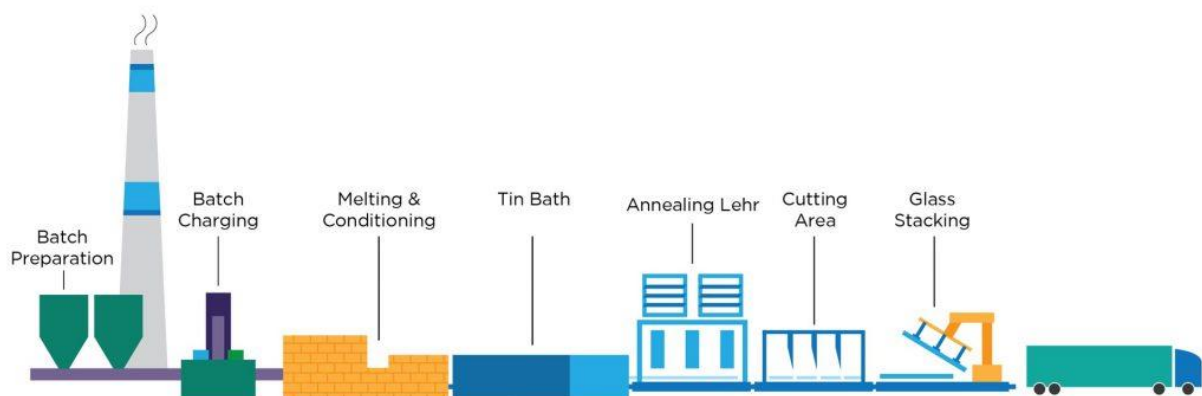 Batch
Preparation
Batch
Charging
Melting &
Conditioning
Tin Bath
Annealing Lehr
Cutting
Area
Glass
Stacking